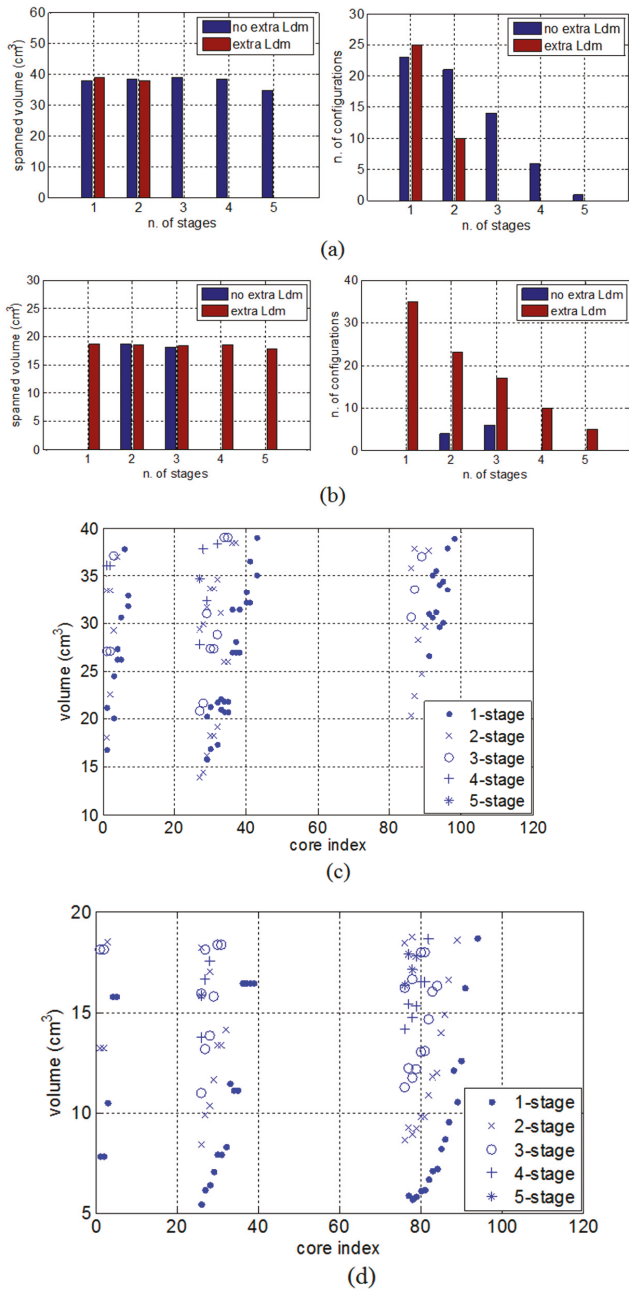 60
50
40
30
20
10
0
spanned volume (cm3)
no extra Ldm
extra Ldm
1 2 3 4 5
n. of stages
30
25
20
15
10
5
0
n. of configurations
no extra Ldm
extra Ldm
1 2 3 4 5
n. of stages
(a)
30
25
20
15
10
5
0
spanned volume (cm3)
no extra Ldm
extra Ldm
1 2 3 4 5
n. of stages
40
30
20
10
0
n. of configurations
no extra Ldm
extra Ldm
1 2 3 4 5
n. of stages
(b)
40
35
30
25
20
15
10
volume (cm3)
1-stage
2-stage
3-stage
4-stage
5-stage
0 20 40 60 80 100 120
core index
(c)
20
15
10
5
volume (cm3)
1-stage
2-stage
3-stage
4-stage
5-stage
0 20 40 60 80 100 120
core index
(d)